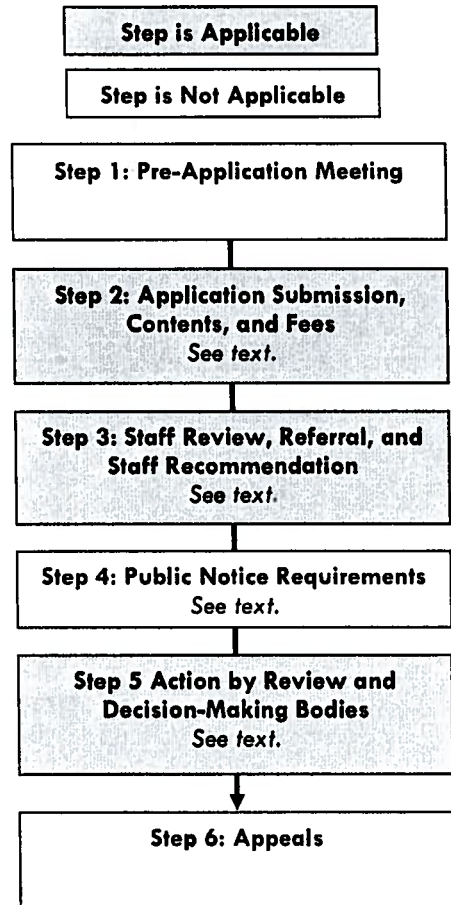 Step is Applicable
Step is Not Applicable
Step 1: Pre-Application Meeting
Step 2: Application Submission,
Contents, and Fees
See text.
Step 3: Staff Review, Referral, and
Staff Recommendation
See text.
Step 4: Public Notice Requirements
See text.
Step 5 Action by Review and
Decision-Making Bodies
See text.
Step 6: Appeals